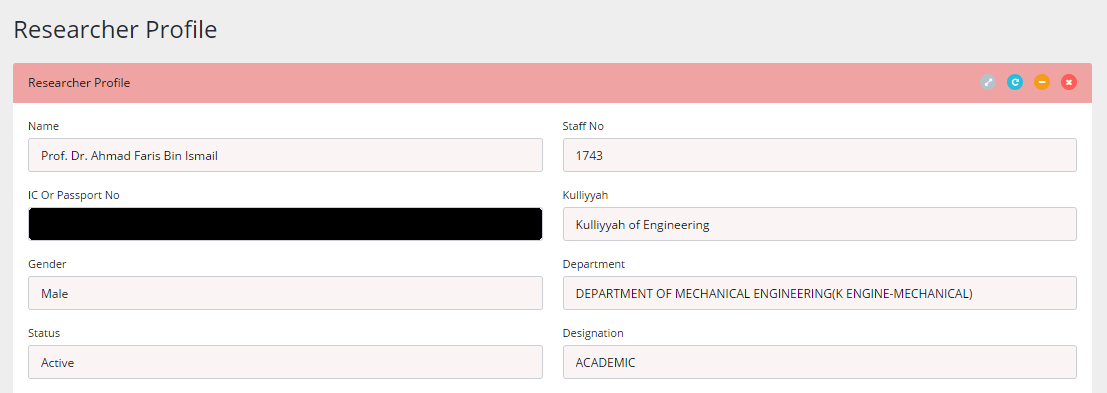 Researcher Profile
Researcher Profile
Name
Staff No
Prof. Dr. Ahmad Faris Bin Ismail
1743
IC Or Passport No
Kulliyyah
Kulliyyah of Engineering
Gender
Department
Male
DEPARTMENT OF MECHANICAL ENGINEERING(K ENGINE-MECHANICAL)
Status
Designation
Active
ACADEMIC